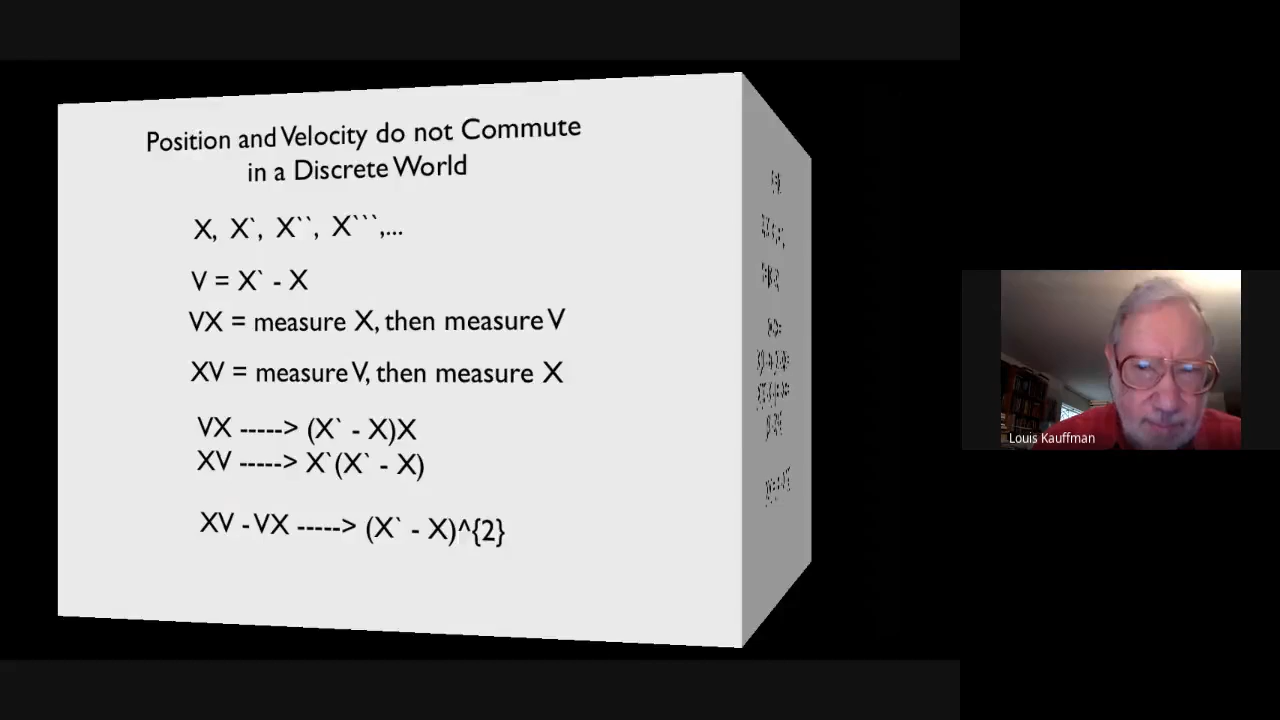 Position and Velocity do not Commute
in a Discrete World
X, X`, X``, X```,...
V = X` - X
VX = measure X, then measure V
XV = measure V, then measure X
VX -----> (X` - X)X
XV -----> X`(X` - X)
XV - VX -----> (X` - X)^{2}
Louis Kauffman